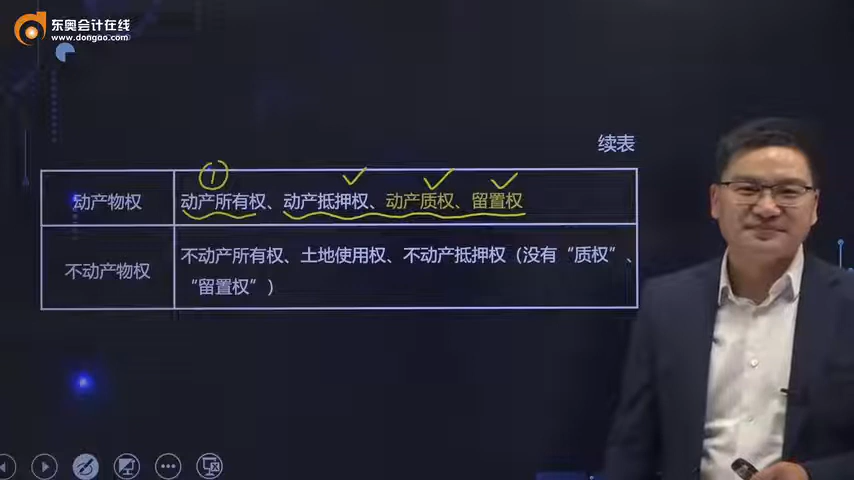 东奥会计在线
www.dongao.com
续表
动产物权
①
动产所有权、动产抵押权、动产质权、留置权
不动产物权
不动产所有权、土地使用权、不动产抵押权（没有“质权”、
“留置权”）